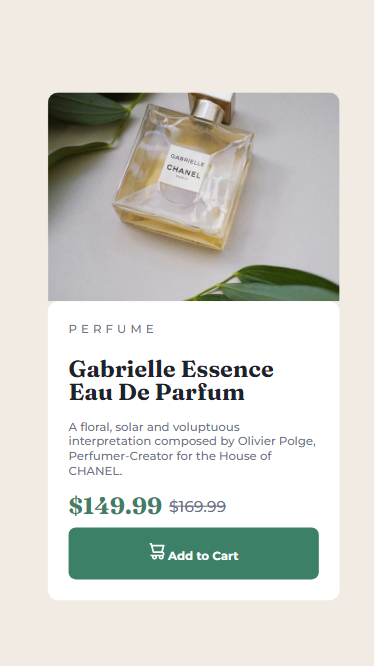 GABRIELLE
CHANEL
PARIS
PERFUME
Gabrielle Essence
Eau De Parfum
A floral, solar and voluptuous
interpretation composed by Olivier Polge,
Perfumer-Creator for the House of
CHANEL.
$149.99 $169.99
Add to Cart